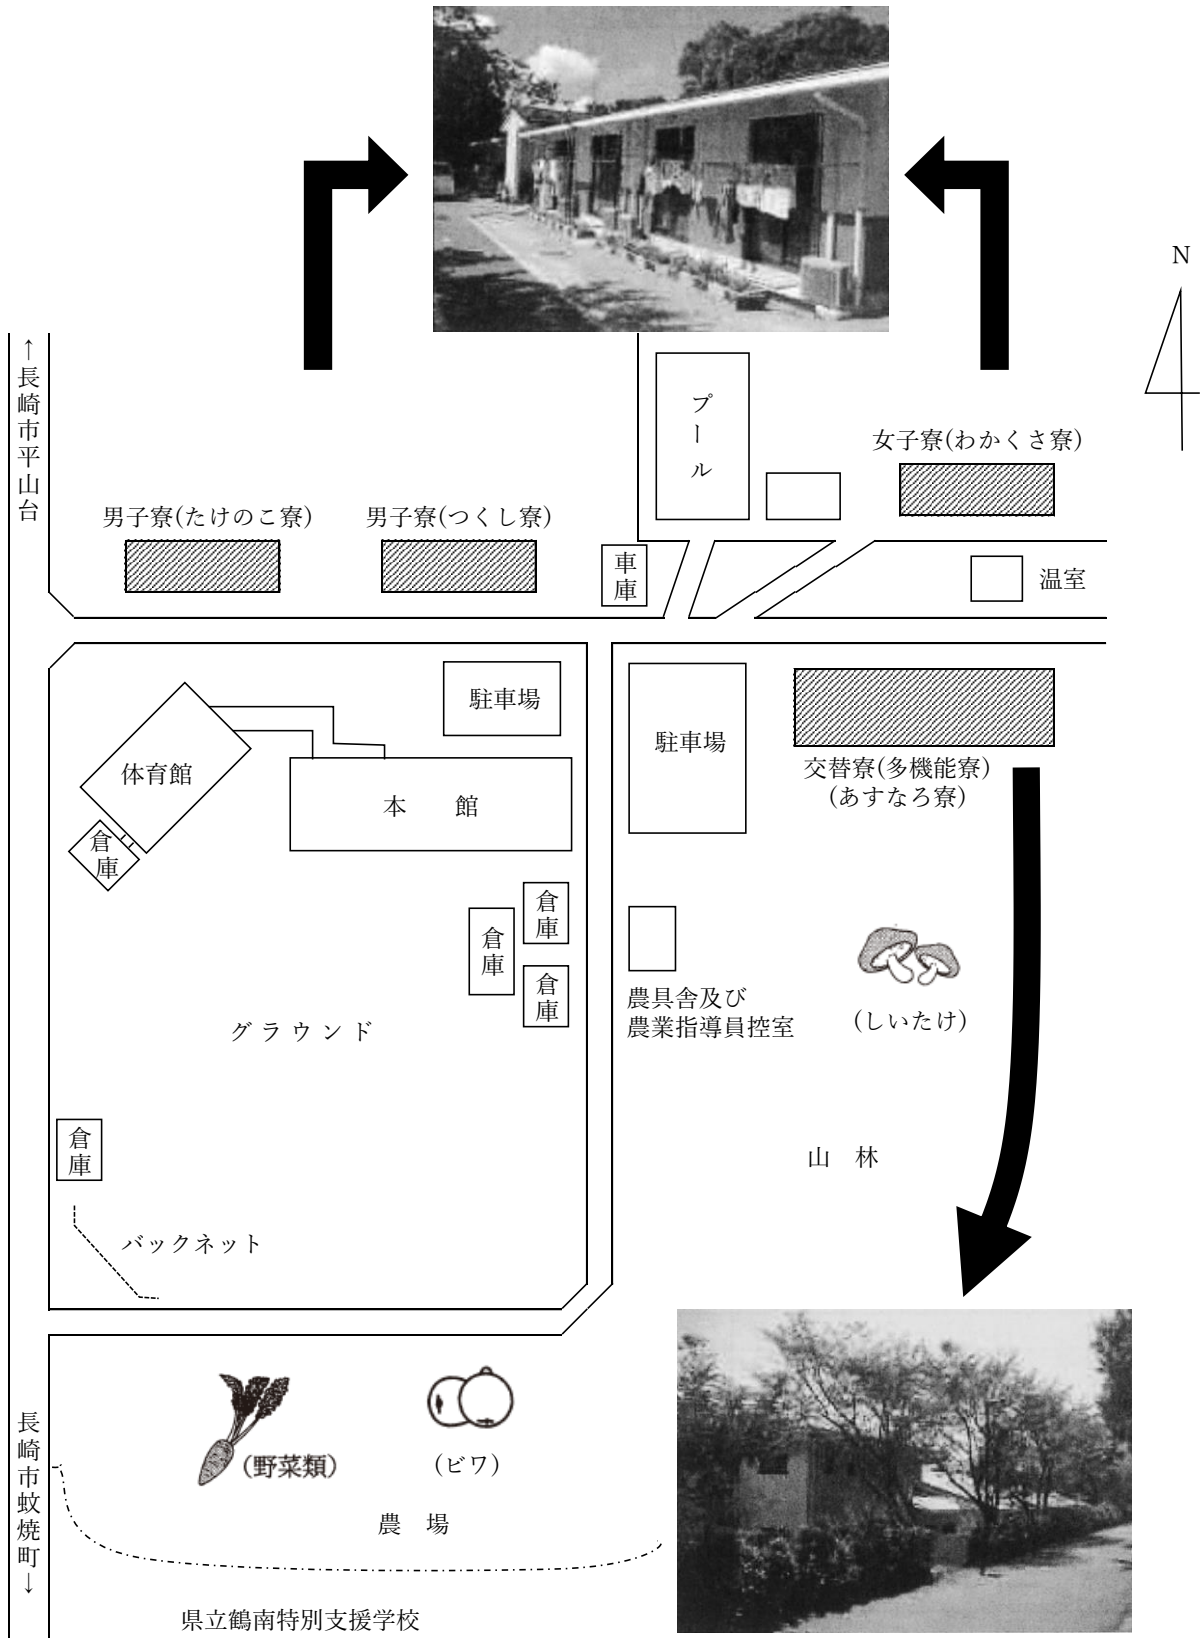 N
↑長崎市平山台
プール
女子寮(わかくさ寮)
男子寮(たけのこ寮)
男子寮(つくし寮)
車庫
温室
駐車場
駐車場
体育館
本　館
交替寮(多機能寮)
(あすなろ寮)
倉庫
倉庫
倉庫
倉庫
農具舎及び
農業指導員控室
(しいたけ)
グラウンド
倉庫
山　林
バックネット
長崎市蚊焼町↓
(野菜類)
(ビワ)
農　場
県立鶴南特別支援学校